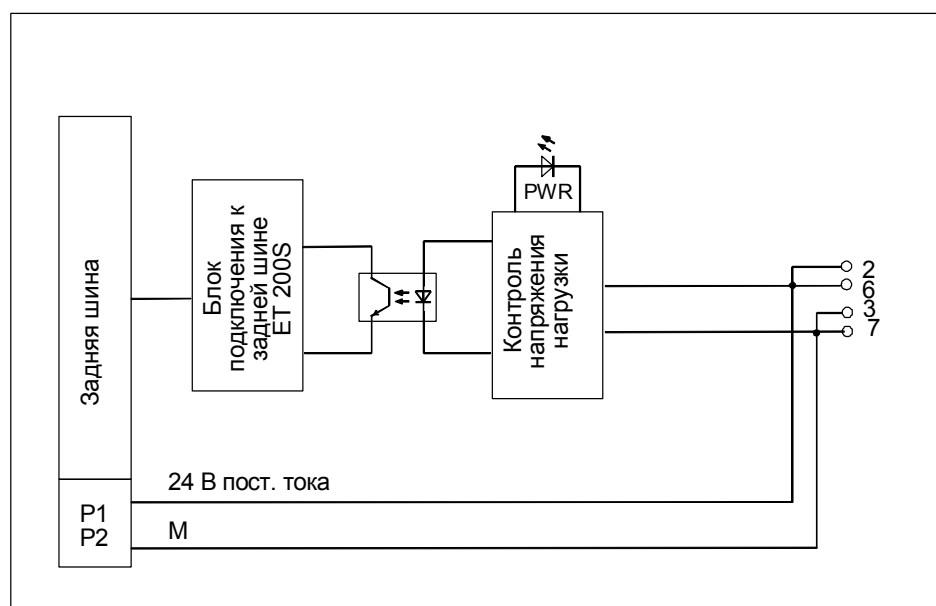 PWR
Задняя шина
Блок
подключения к
задней шине
ET 200S
Контроль
напряжения
нагрузки
2
6
3
7
24 В пост. тока
P1
P2
M